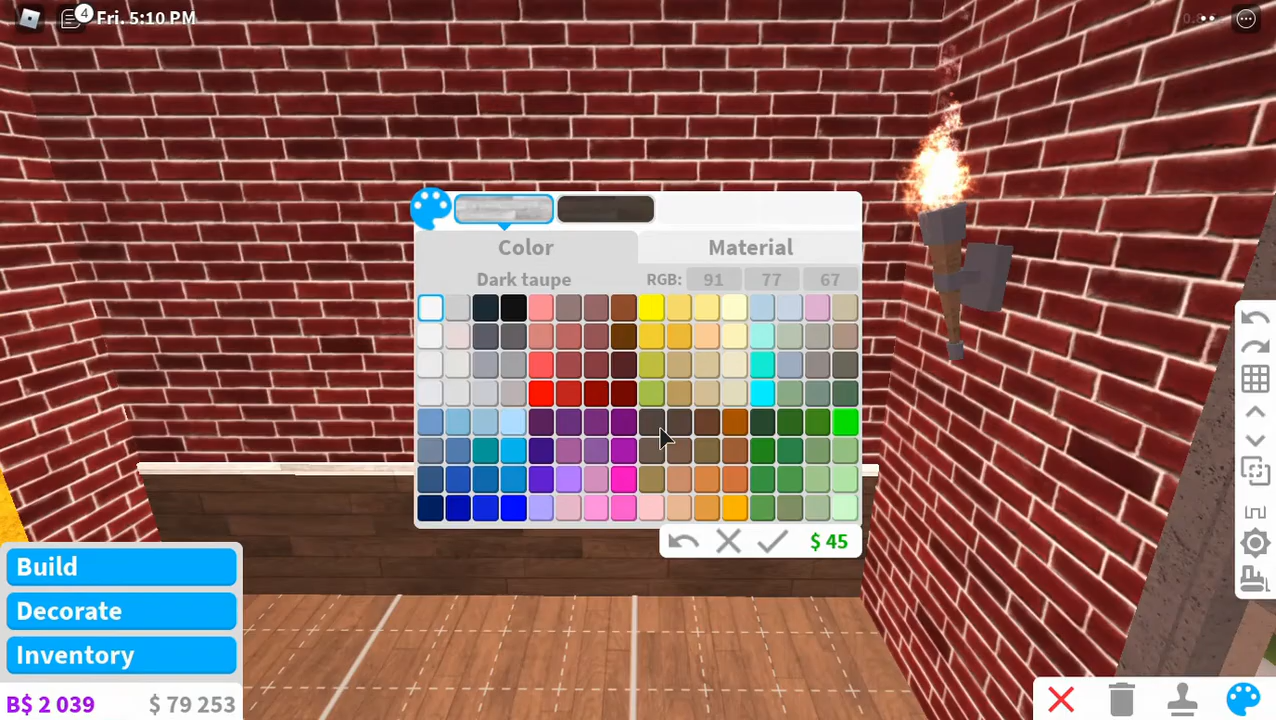 4 Fri. 5:10 PM
Color Material
Dark taupe RGB: 91 77 67
$ 45
Build
Decorate
Inventory
B$ 2 039 $ 79 253